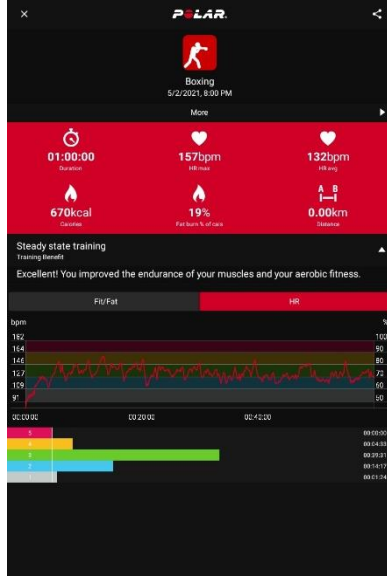 POLAR.
Boxing
5/2/2021, 8:00 PM
More
01:00:00
Duration
157bpm
HR max
132bpm
HR avg
670kcal
Calories
19%
Fat burn % of cals
A B
0.00km
Distance
Steady state training
Training Benefit
Excellent! You improved the endurance of your muscles and your aerobic fitness.
Fit/Fat
HR
bpm
%
182 100
164 90
146 80
127 70
109 60
91 50
00:00:00 00:20:00 00:40:00
5 00:00:00
4 00:04:33
3 00:39:31
2 00:14:17
1 00:01:24